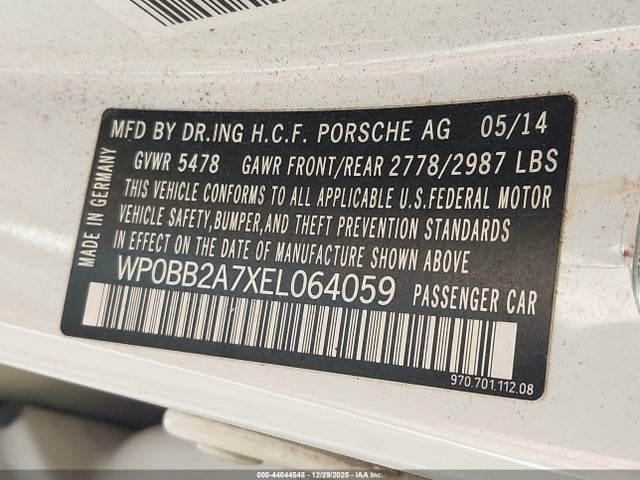 MFD BY DR.ING H.C.F. PORSCHE AG 05/14
GVWR 5478 GAWR FRONT/REAR 2778/2987 LBS
THIS VEHICLE CONFORMS TO ALL APPLICABLE U.S.FEDERAL MOTOR
VEHICLE SAFETY,BUMPER,AND THEFT PREVENTION STANDARDS
IN EFFECT ON THE DATE OF MANUFACTURE SHOWN ABOVE
WP0BB2A7XEL064059 PASSENGER CAR
MADE IN GERMANY
970.701.112.08
000-44044548 • 12/29/2025 • IAA Inc.